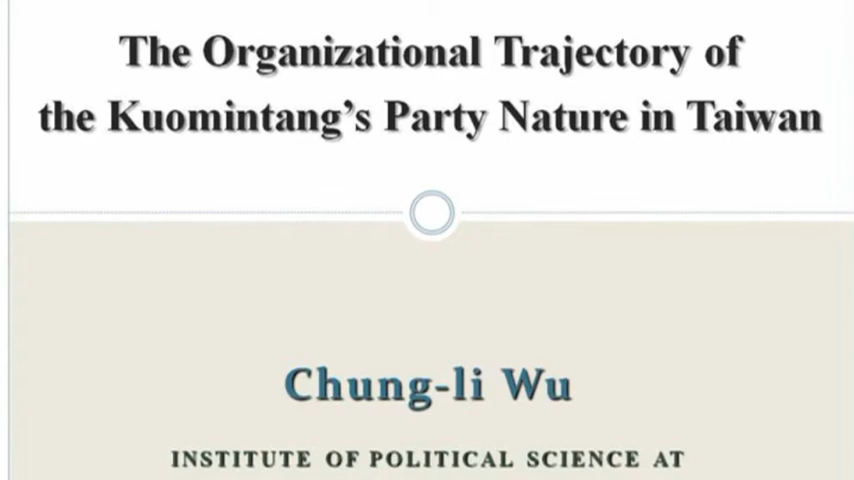 The Organizational Trajectory of
the Kuomintang’s Party Nature in Taiwan
Chung-li Wu
INSTITUTE OF POLITICAL SCIENCE AT